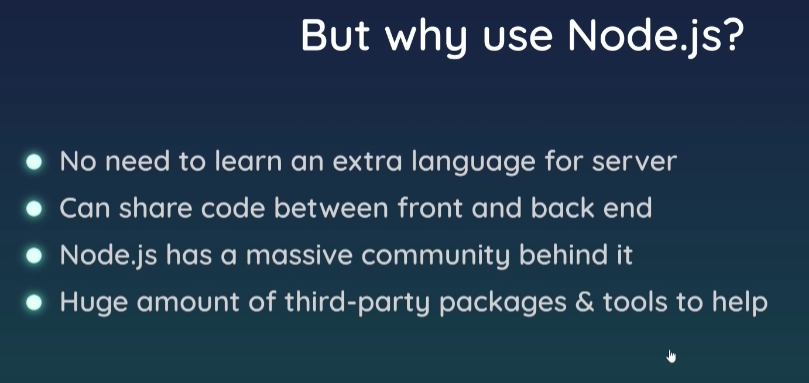 But why use Node.js?
No need to learn an extra language for server
Can share code between front and back end
Node.js has a massive community behind it
Huge amount of third-party packages & tools to help